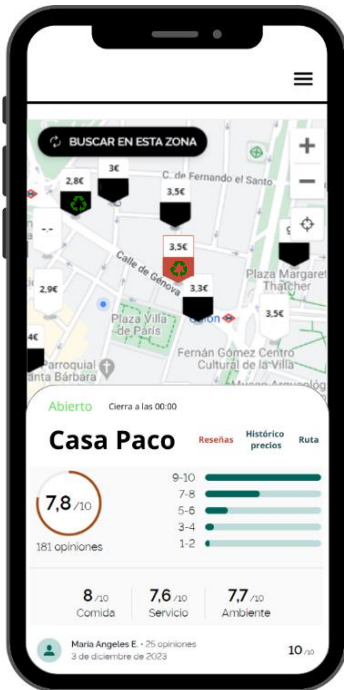 BUSCAR EN ESTA ZONA
+
2,8€
3€
C. de Fernando el Santo
−
3,5€
-.-
3,5€
Calle de Génova
Plaza Margaret
Thatcher
2,9€
3,3€
3,5€
Plaza Villa
de París
Colón
4€
Fernán Gómez Centro
Cultural de la Villa
Parroquial
Santa Bárbara
Museo Arqueológ
Abierto
Cierra a las 00:00
Casa Paco
Reseñas
Histórico
precios
Ruta
7,8/10
181 opiniones
9-10
7-8
5-6
3-4
1-2
8/10
Comida
7,6/10
Servicio
7,7/10
Ambiente
María Angeles E. - 25 opiniones
3 de diciembre de 2023
10/10